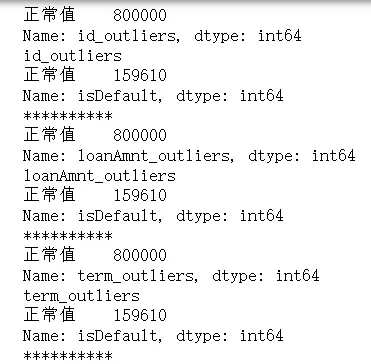 正常值    800000
Name: id_outliers, dtype: int64
id_outliers
正常值    159610
Name: isDefault, dtype: int64
**********
正常值    800000
Name: loanAmnt_outliers, dtype: int64
loanAmnt_outliers
正常值    159610
Name: isDefault, dtype: int64
**********
正常值    800000
Name: term_outliers, dtype: int64
term_outliers
正常值    159610
Name: isDefault, dtype: int64
**********